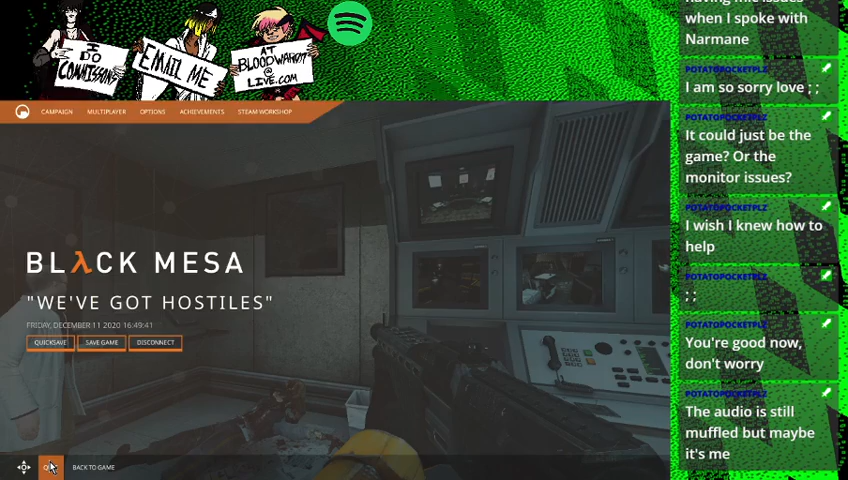 I DO
COMMISSONS
EMAIL ME
AT
BLOODWARIOT
@
LIVE.COM
CAMPAIGN
MULTIPLAYER
OPTIONS
ACHIEVEMENTS
STEAM WORKSHOP
BLλCK MESA
"WE'VE GOT HOSTILES"
FRIDAY, DECEMBER 11 2020 16:49:41
QUICKSAVE
SAVE GAME
DISCONNECT
BACK TO GAME
having mic issues
when I spoke with
Narmane
POTATOPOCKETPLZ
I am so sorry love ; ;
POTATOPOCKETPLZ
It could just be the
game? Or the
monitor issues?
POTATOPOCKETPLZ
I wish I knew how to
help
POTATOPOCKETPLZ
; ;
POTATOPOCKETPLZ
You're good now,
don't worry
POTATOPOCKETPLZ
The audio is still
muffled but maybe
it's me